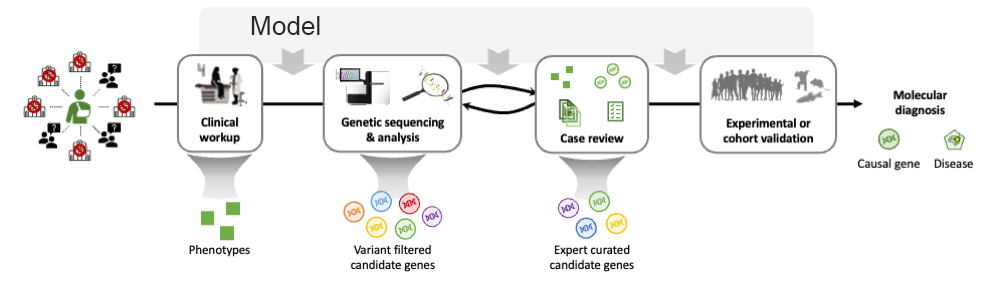 Model
Clinical
workup
Genetic sequencing
& analysis
Case review
Experimental or
cohort validation
Molecular
diagnosis
Causal gene
Disease
Phenotypes
Variant filtered
candidate genes
Expert curated
candidate genes
?
?
?